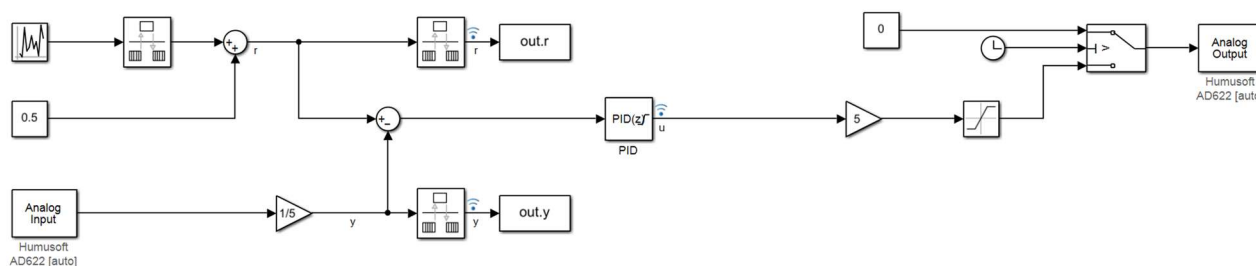 0
r
r
out.r
Analog
Output
Humusoft
AD622 [auto
0.5
PID(z)
u
5
PID
Analog
Input
1/5
y
y
out.y
Humusoft
AD622 [auto]